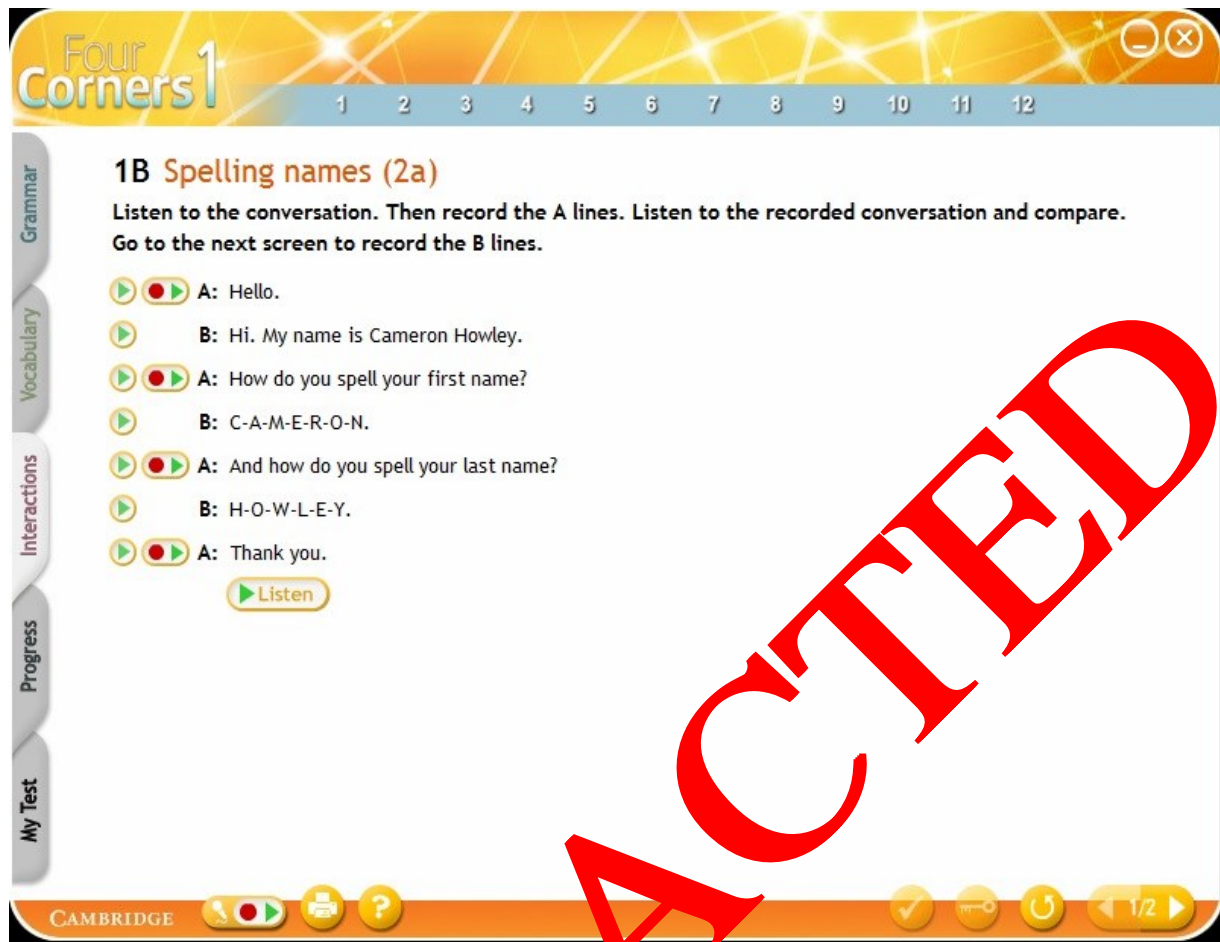 Four
Corners 1
1 2 3 4 5 6 7 8 9 10 11 12
Grammar
Vocabulary
Interactions
Progress
My Test
1B Spelling names (2a)
Listen to the conversation. Then record the A lines. Listen to the recorded conversation and compare.
Go to the next screen to record the B lines.
A: Hello.
B: Hi. My name is Cameron Howley.
A: How do you spell your first name?
B: C-A-M-E-R-O-N.
A: And how do you spell your last name?
B: H-O-W-L-E-Y.
A: Thank you.
Listen
ACTED
CAMBRIDGE
?
1/2